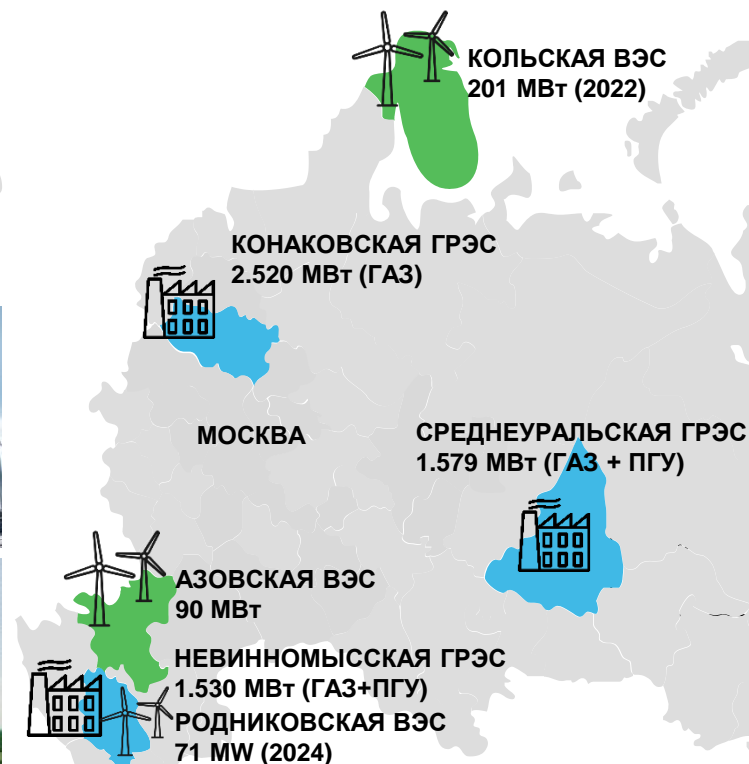 КОЛЬСКАЯ ВЭС
201 МВт (2022)
КОНАКОВСКАЯ ГРЭС
2.520 МВт (ГАЗ)
МОСКВА
СРЕДНЕУРАЛЬСКАЯ ГРЭС
1.579 МВт (ГАЗ + ПГУ)
АЗОВСКАЯ ВЭС
90 МВт
НЕВИННОМЫССКАЯ ГРЭС
1.530 МВт (ГАЗ+ПГУ)
РОДНИКОВСКАЯ ВЭС
71 MW (2024)